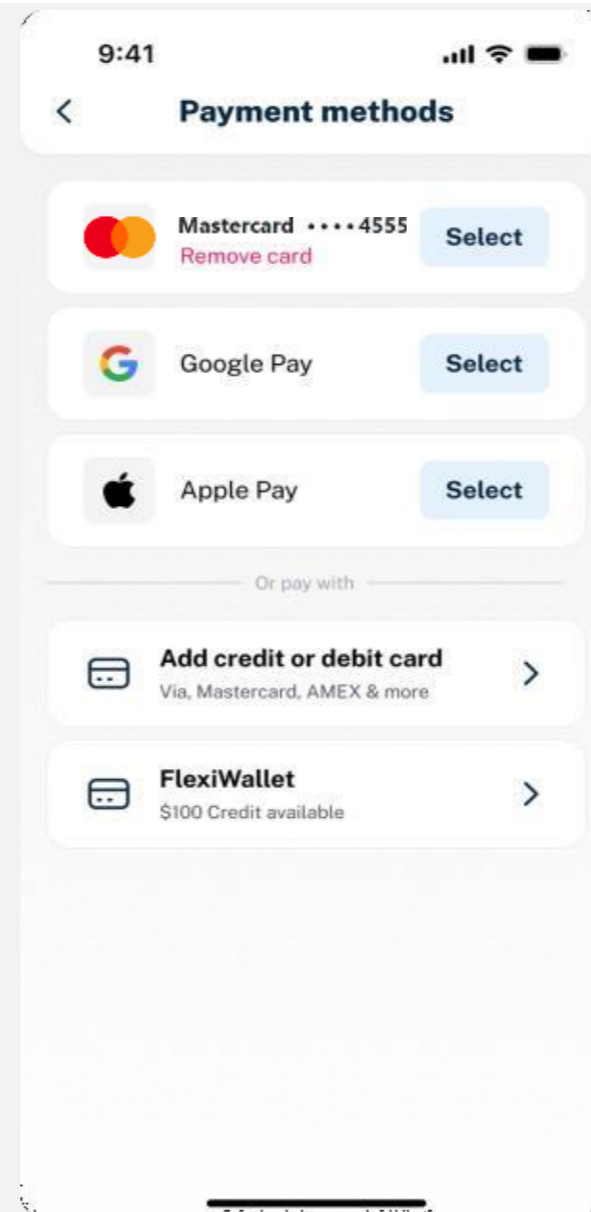 9:41
Payment methods
Mastercard ····4555
Remove card
Select
Google Pay
Select
Apple Pay
Select
Or pay with
Add credit or debit card
Via, Mastercard, AMEX & more
FlexiWallet
$100 Credit available